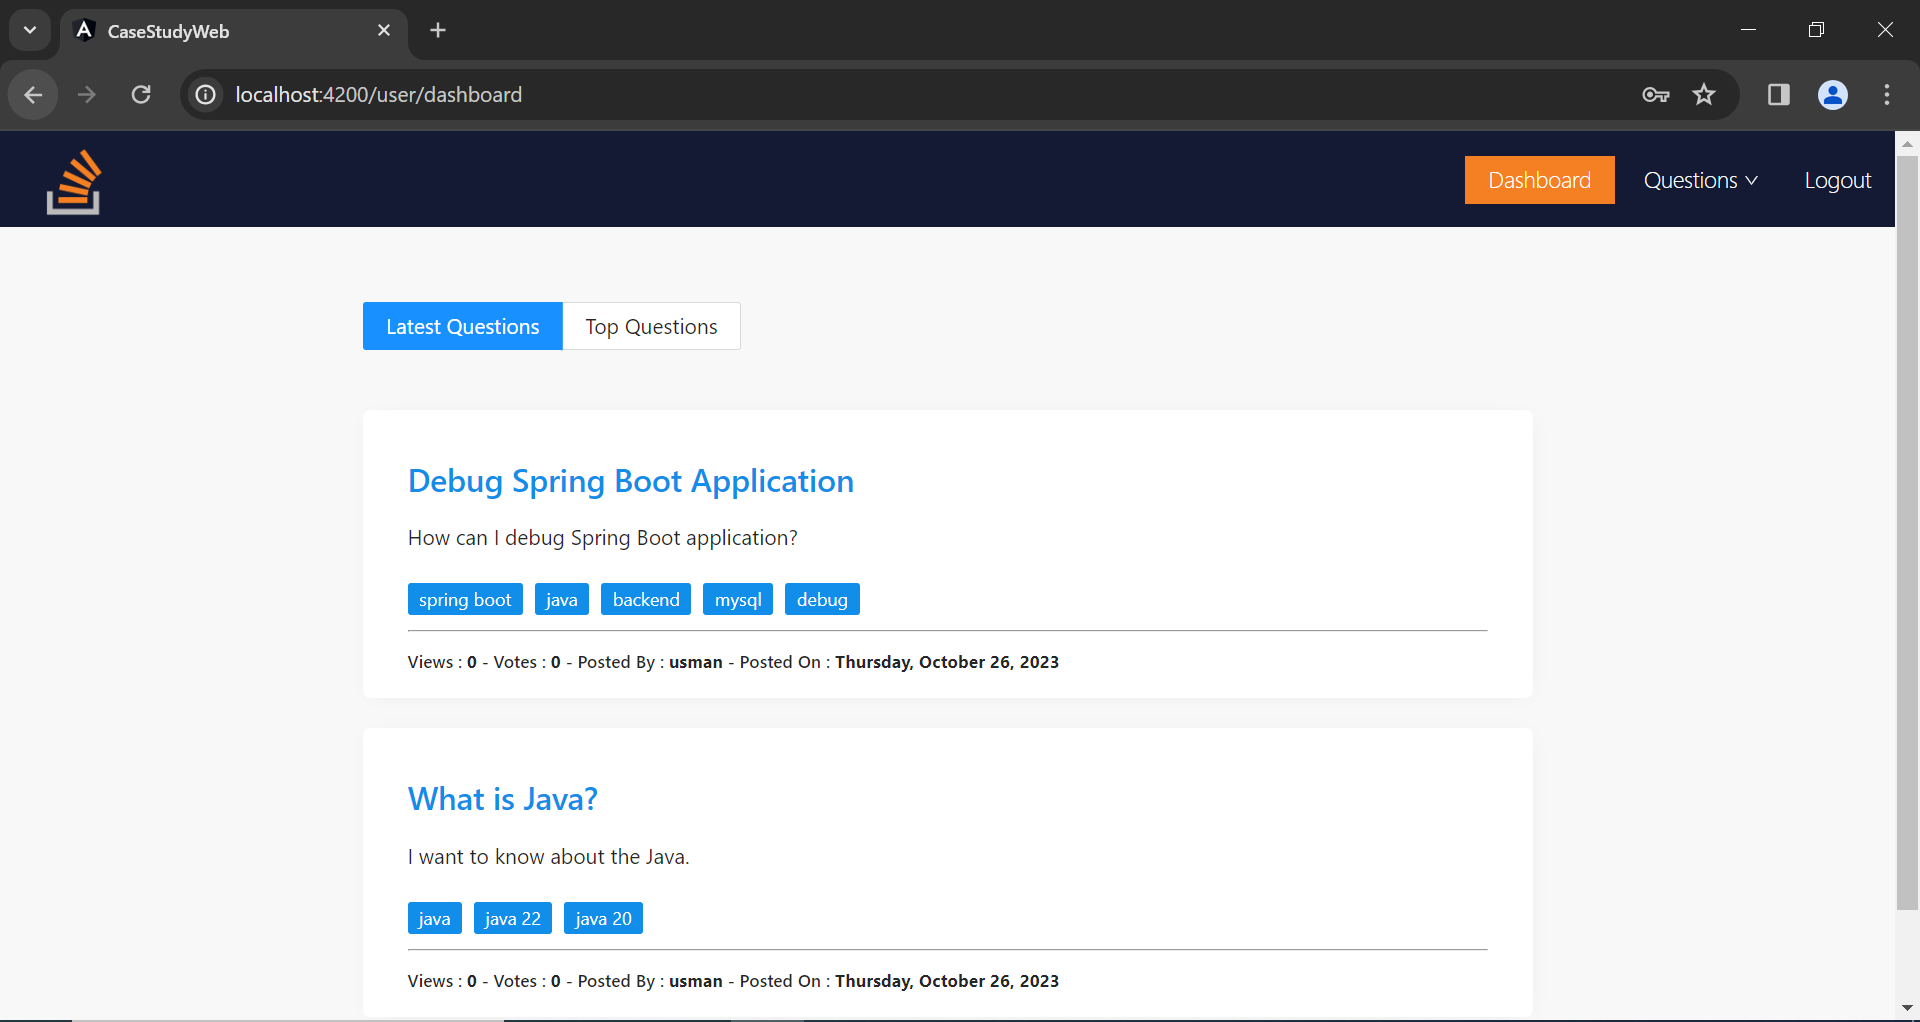 CaseStudyWeb
localhost:4200/user/dashboard
Dashboard Questions Logout
Latest Questions Top Questions
Debug Spring Boot Application
How can I debug Spring Boot application?
spring boot java backend mysql debug
Views : 0 - Votes : 0 - Posted By : usman - Posted On : Thursday, October 26, 2023
What is Java?
I want to know about the Java.
java java 22 java 20
Views : 0 - Votes : 0 - Posted By : usman - Posted On : Thursday, October 26, 2023